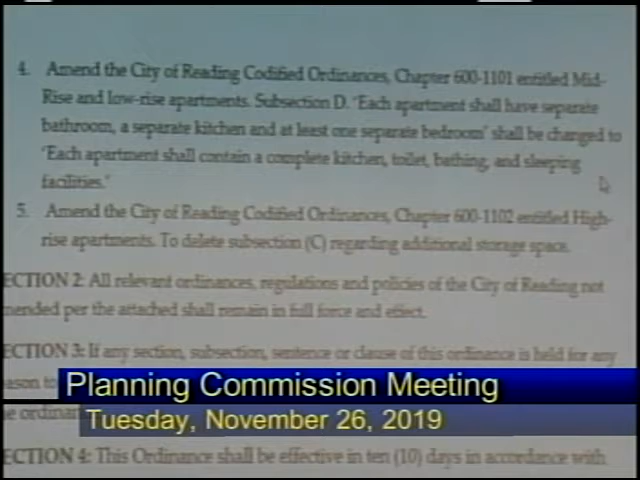 4. Amend the City of Reading Codified Ordinances, Chapter 600-1101 entitled Mid-
Rise and low-rise apartments. Subsection D. 'Each apartment shall have separate
bathroom, a separate kitchen and at least one separate bedroom' shall be changed to
'Each apartment shall contain a complete kitchen, toilet, bathing, and sleeping
facilities.'
5. Amend the City of Reading Codified Ordinances, Chapter 600-1102 entitled High-
rise apartments. To delete subsection (C) regarding additional storage space.
ECTION 2: All relevant ordinances, regulations and policies of the City of Reading not
mended per the attached shall remain in full force and effect.
ECTION 3: If any section, subsection, sentence or clause of this ordinance is held for any
eason to
Planning Commission Meeting
e ordinan
Tuesday, November 26, 2019
ECTION 4: This Ordinance shall be effective in ten (10) days in accordance with